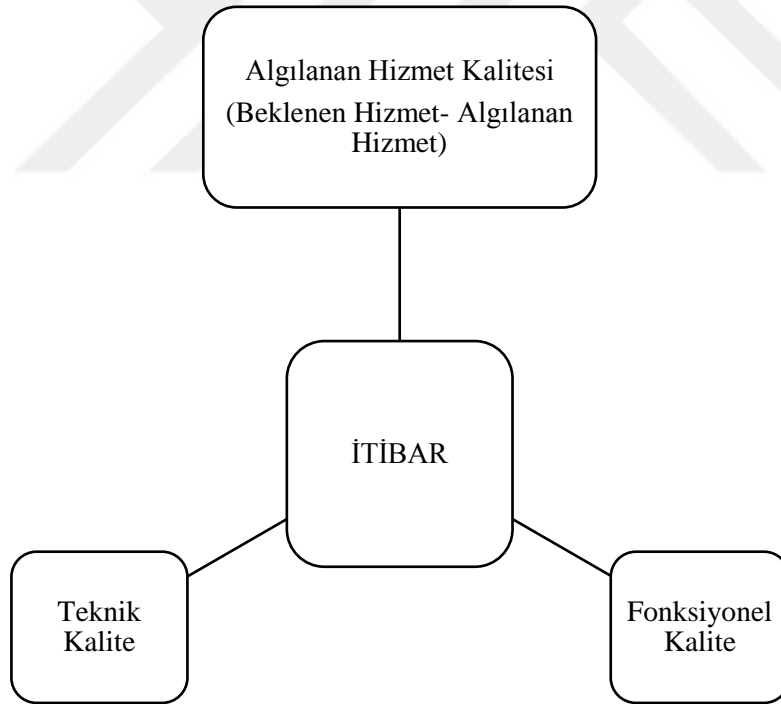 Algılanan Hizmet Kalitesi
(Beklenen Hizmet- Algılanan
Hizmet)
İTİBAR
Teknik
Kalite
Fonksiyonel
Kalite